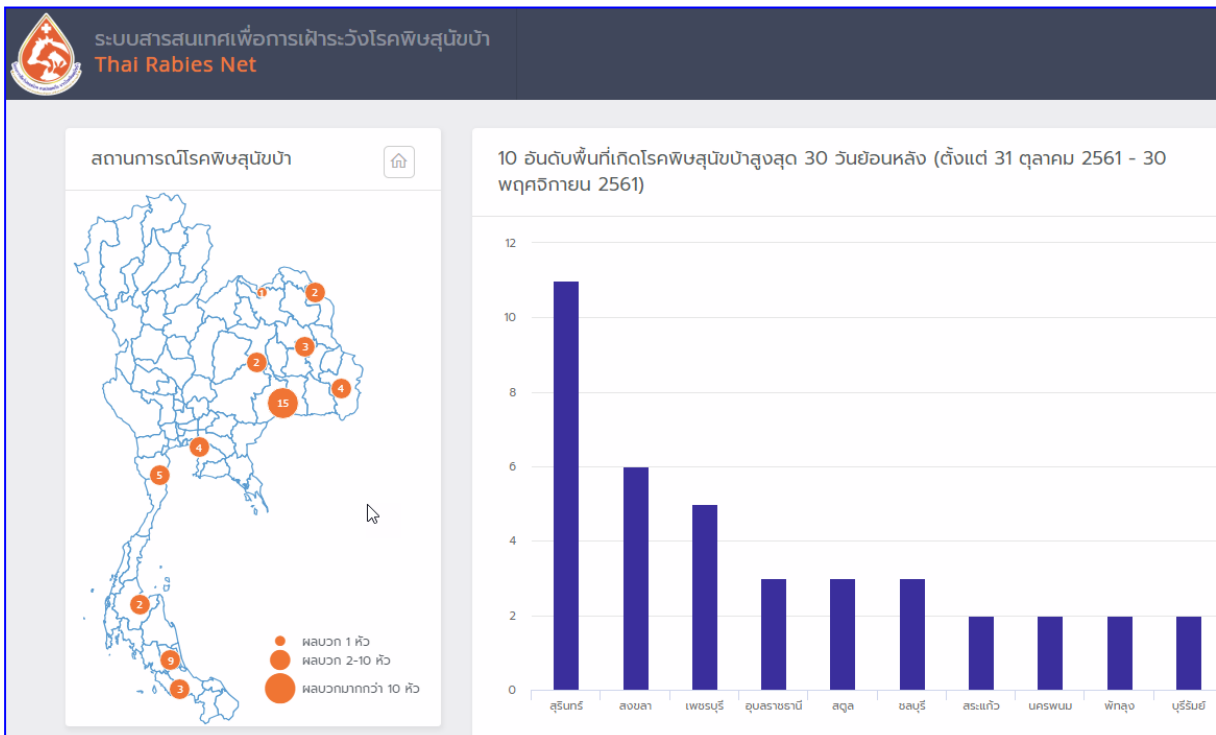 ระบบสารสนเทศเพื่อการเฝ้าระวังโรคพิษสุนัขบ้า
Thai Rabies Net
สถานการณ์โรคพิษสุนัขบ้า
1
2
3
2
4
15
4
5
2
9
3
ผลบวก 1 หัว
ผลบวก 2-10 หัว
ผลบวกมากกว่า 10 หัว
10 อันดับพื้นที่เกิดโรคพิษสุนัขบ้าสูงสุด 30 วันย้อนหลัง (ตั้งแต่ 31 ตุลาคม 2561 - 30
พฤศจิกายน 2561)
12
10
8
6
4
2
0
สุรินทร์ สงขลา เพชรบุรี อุบลราชธานี สตูล ชลบุรี สระแก้ว นครพนม พัทลุง บุรีรัมย์